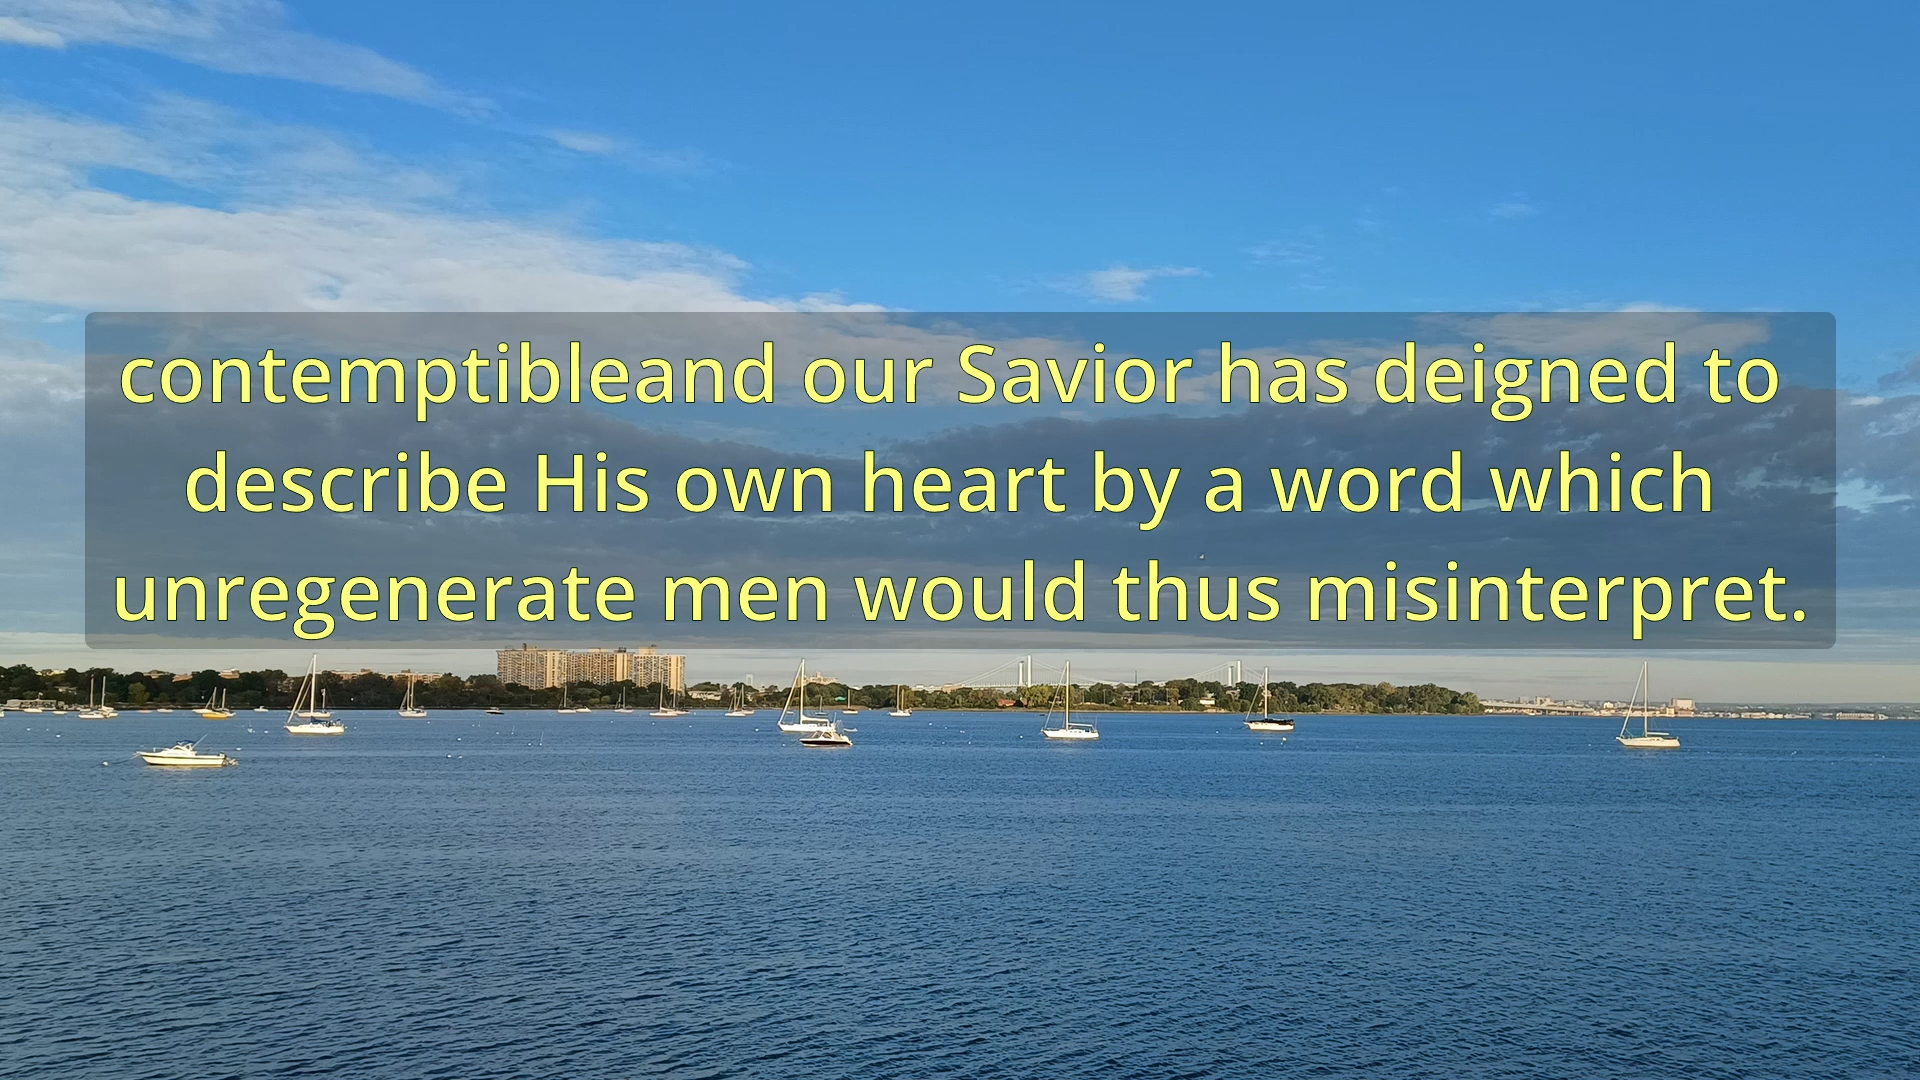 contemptibleand our Savior has deigned to
describe His own heart by a word which
unregenerate men would thus misinterpret.